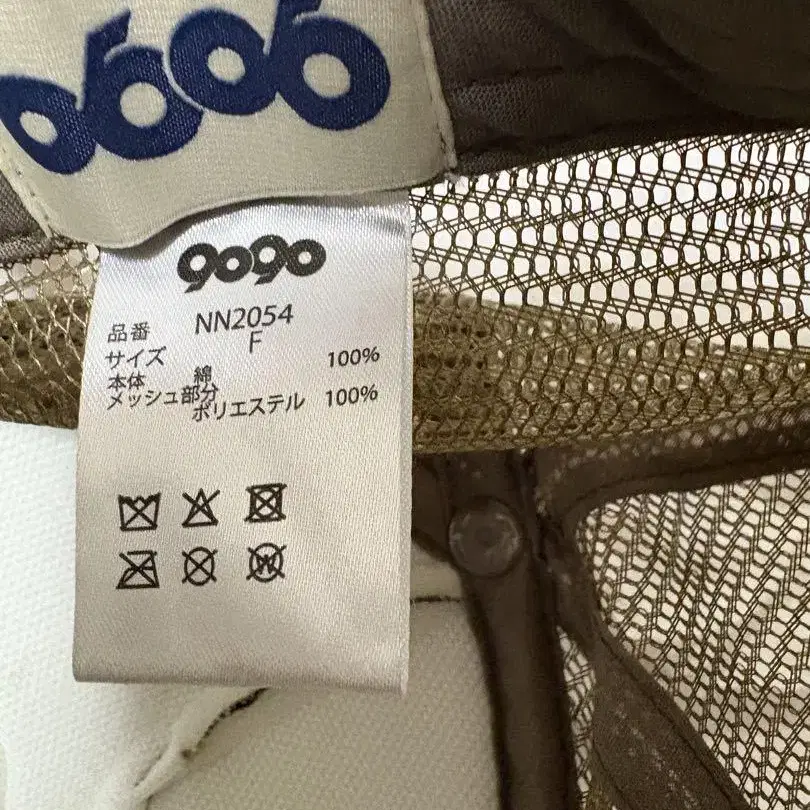 9090
9090
品番 NN2054
サイズ F
本体 綿 100%
メッシュ部分
ポリエステル 100%
W